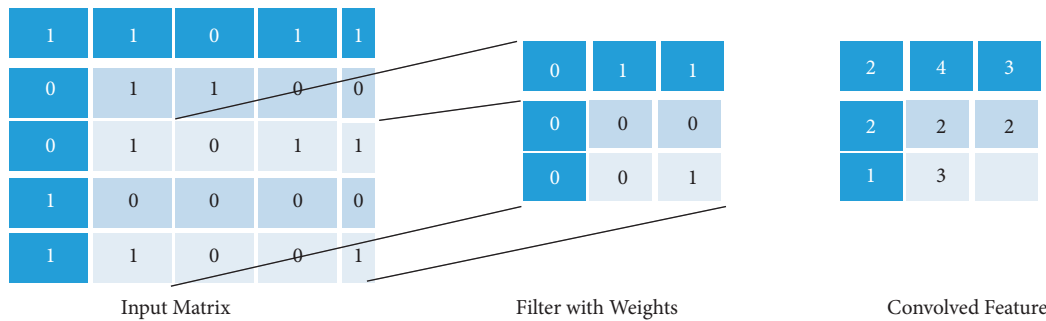 1 1 0 1 1
0 1 1 0 0
0 1 0 1 1
1 0 0 0 0
1 1 0 0 1
Input Matrix
0 1 1
0 0 0
0 0 1
Filter with Weights
2 4 3
2 2 2
1 3
Convolved Feature